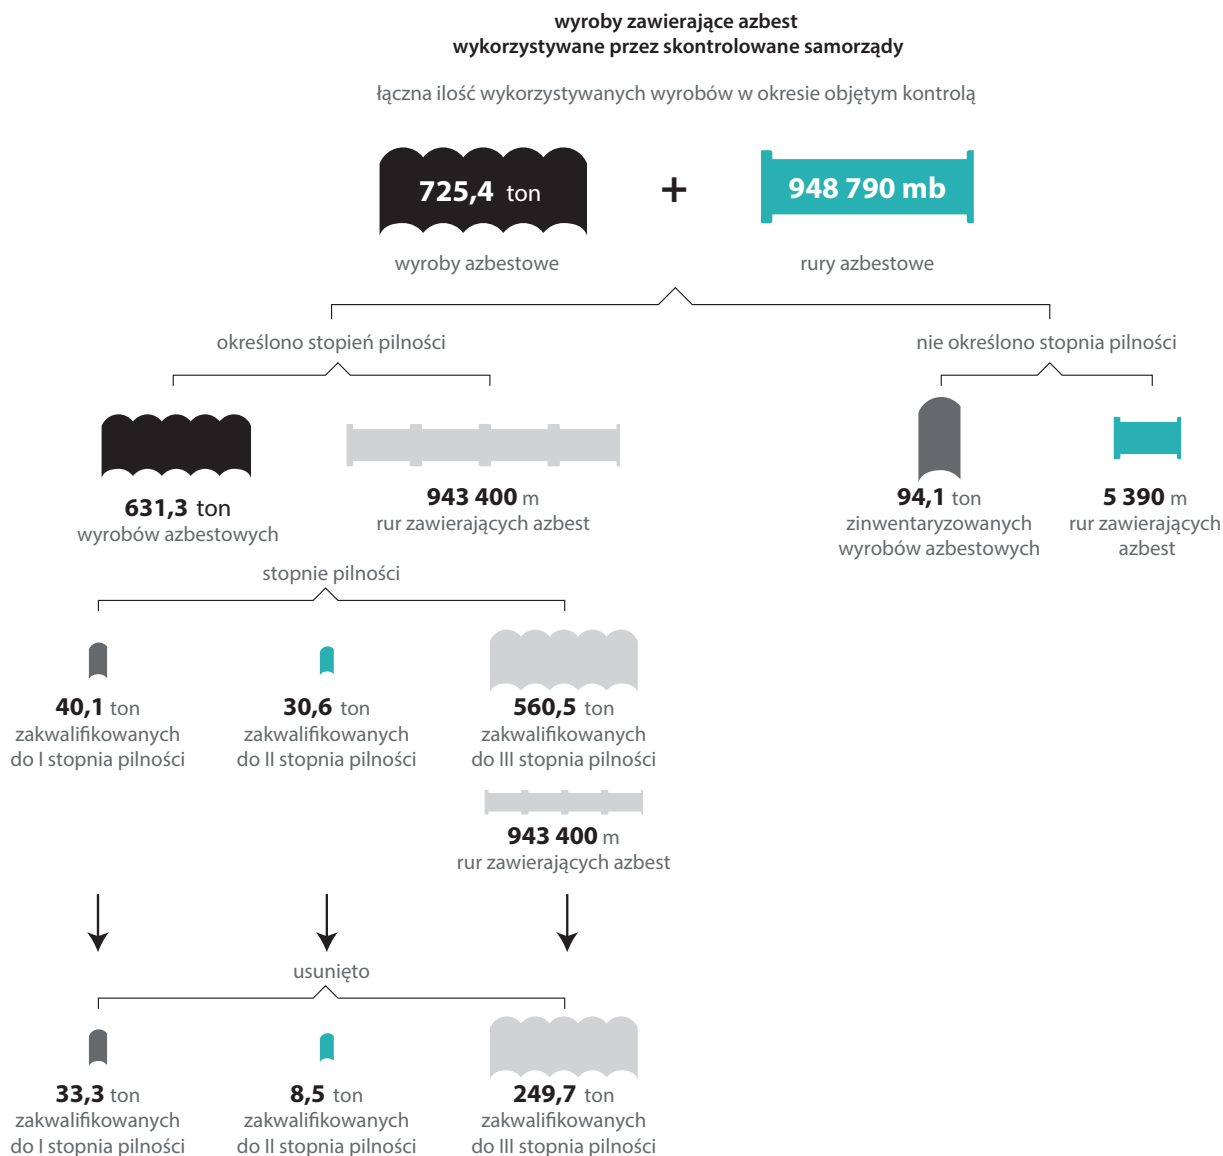 wyroby zawierające azbest
wykorzystywane przez skontrolowane samorządy
łączna ilość wykorzystywanych wyrobów w okresie objętym kontrolą
725,4 ton
+
948 790 mb
wyroby azbestowe
rury azbestowe
określono stopień pilności
nie określono stopnia pilności
631,3 ton
wyrobów azbestowych
943 400 m
rur zawierających azbest
94,1 ton
zinwentaryzowanych
wyrobów azbestowych
5 390 m
rur zawierających
azbest
stopnie pilności
40,1 ton
zakwalifikowanych
do I stopnia pilności
30,6 ton
zakwalifikowanych
do II stopnia pilności
560,5 ton
zakwalifikowanych
do III stopnia pilności
943 400 m
rur zawierających azbest
usunięto
33,3 ton
zakwalifikowanych
do I stopnia pilności
8,5 ton
zakwalifikowanych
do II stopnia pilności
249,7 ton
zakwalifikowanych
do III stopnia pilności